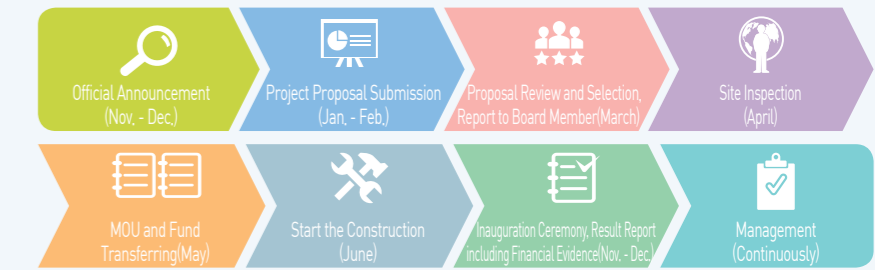 Official Announcement
(Nov. - Dec.)
Project Proposal Submission
(Jan. - Feb.)
Proposal Review and Selection,
Report to Board Member(March)
Site Inspection
(April)
MOU and Fund
Transferring(May)
Start the Construction
(June)
Inauguration Ceremony, Result Report
including Financial Evidence(Nov. - Dec.)
Management
(Continuously)